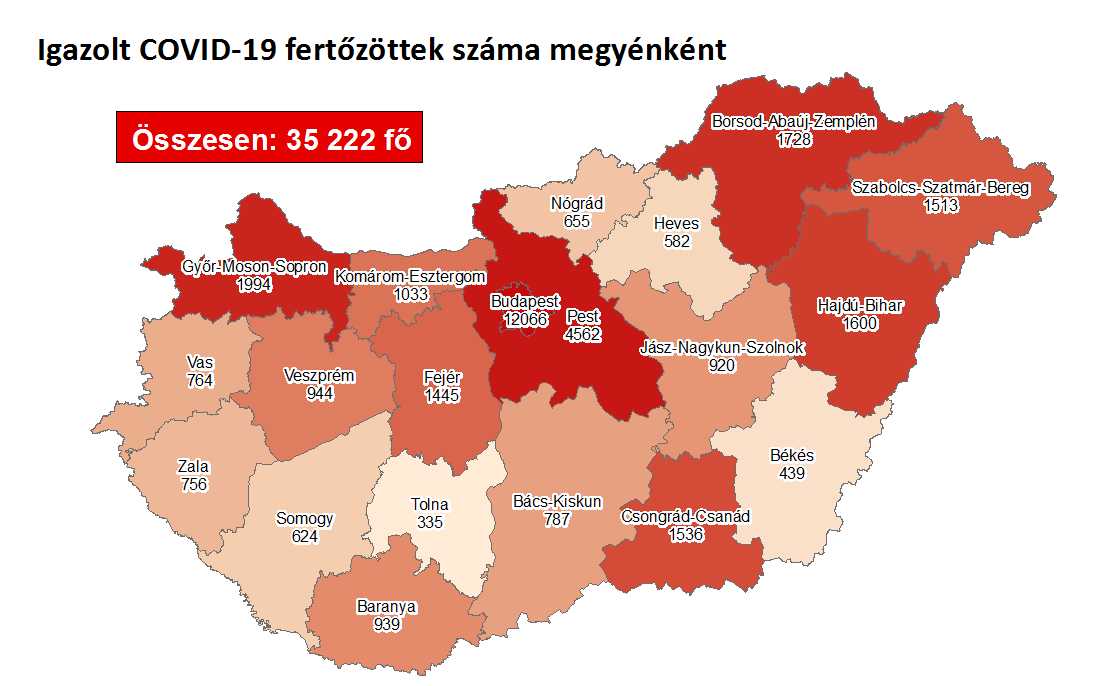 Igazolt COVID-19 fertőzöttek száma megyénként
Összesen: 35 222 fő
Borsod-Abaúj-Zemplén
1728
Szabolcs-Szatmár-Bereg
1513
Nógrád
655
Heves
582
Győr-Moson-Sopron
1994
Komárom-Esztergom
1033
Budapest
12066
Pest
4562
Hajdú-Bihar
1600
Jász-Nagykun-Szolnok
920
Vas
764
Veszprém
944
Fejér
1445
Zala
756
Somogy
624
Tolna
335
Bács-Kiskun
787
Csongrád-Csanád
1536
Békés
439
Baranya
939